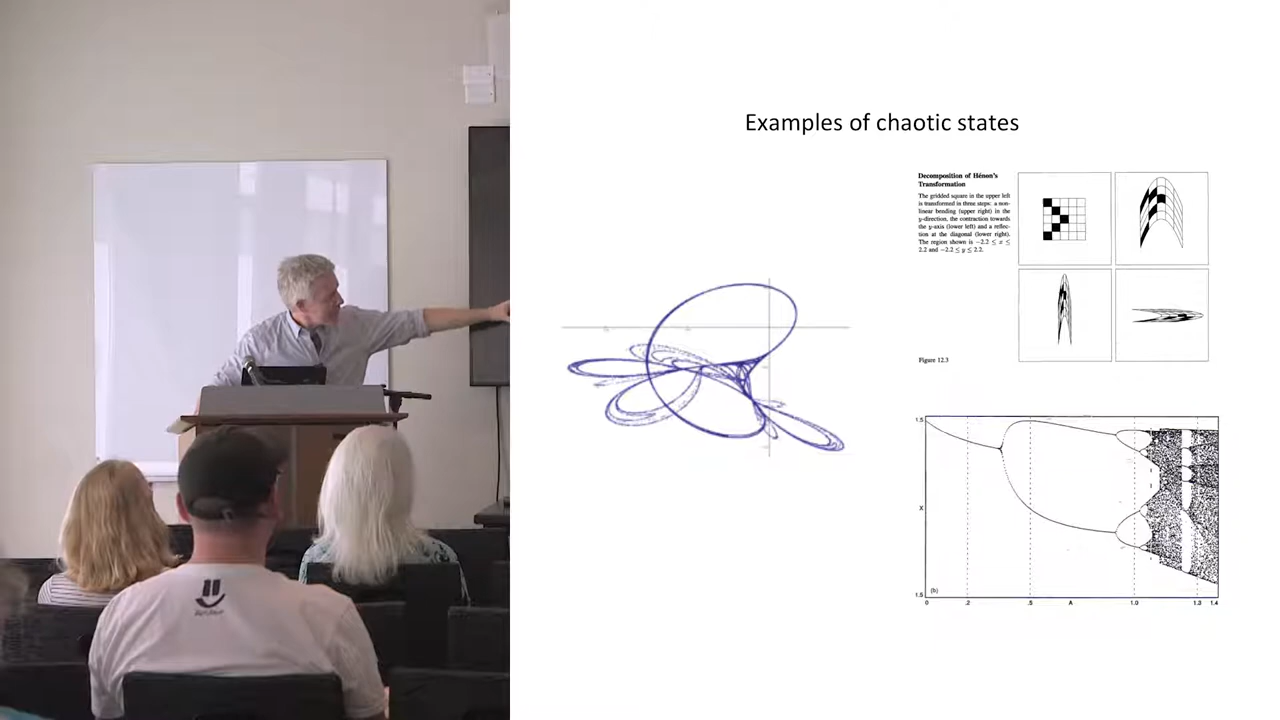 Examples of chaotic states
Decomposition of Hénon's
Transformation
The gridded square in the upper left
is transformed in three steps: a non-
linear bending (upper right) in the
y-direction, the contraction towards
the y-axis (lower left) and a reflec-
tion at the diagonal (lower right).
The region shown is −2.2 ≤ x ≤
2.2 and −2.2 ≤ y ≤ 2.2.
Figure 12.3
1.5
X
(b)
1.5
0 .2 .5 A 1.0 1.3 1.4